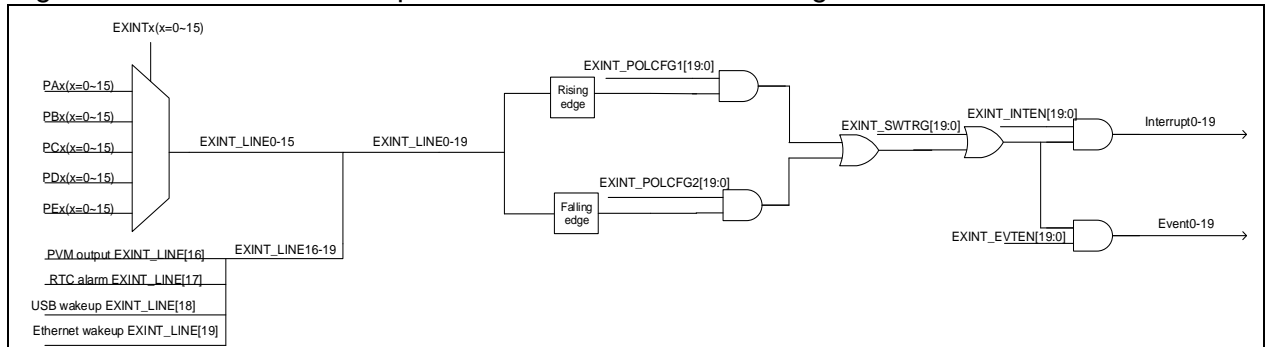 EXINTx(x=0~15)
PAx(x=0~15)
PBx(x=0~15)
PCx(x=0~15)
PDx(x=0~15)
PEx(x=0~15)
EXINT_LINE0-15
EXINT_LINE0-19
PVM output EXINT_LINE[16]
RTC alarm EXINT_LINE[17]
USB wakeup EXINT_LINE[18]
Ethernet wakeup EXINT_LINE[19]
EXINT_LINE16-19
Rising
edge
EXINT_POLCFG1[19:0]
Falling
edge
EXINT_POLCFG2[19:0]
EXINT_SWTRG[19:0]
EXINT_INTEN[19:0]
Interrupt0-19
EXINT_EVTEN[19:0]
Event0-19